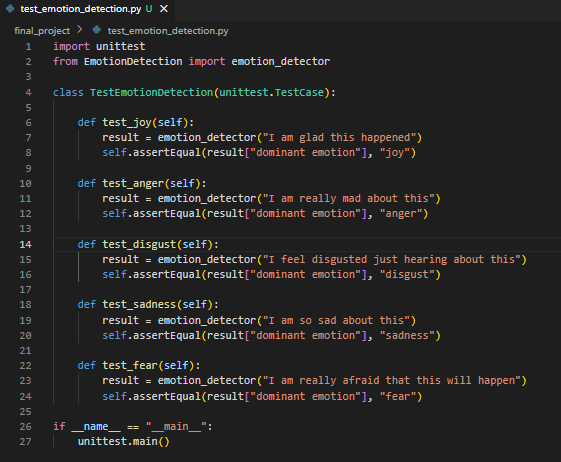 test_emotion_detection.py U X
final_project > test_emotion_detection.py
1 import unittest
2 from EmotionDetection import emotion_detector
3
4 class TestEmotionDetection(unittest.TestCase):
5
6 def test_joy(self):
7 result = emotion_detector("I am glad this happened")
8 self.assertEqual(result["dominant emotion"], "joy")
9
10 def test_anger(self):
11 result = emotion_detector("I am really mad about this")
12 self.assertEqual(result["dominant emotion"], "anger")
13
14 def test_disgust(self):
15 result = emotion_detector("I feel disgusted just hearing about this")
16 self.assertEqual(result["dominant emotion"], "disgust")
17
18 def test_sadness(self):
19 result = emotion_detector("I am so sad about this")
20 self.assertEqual(result["dominant emotion"], "sadness")
21
22 def test_fear(self):
23 result = emotion_detector("I am really afraid that this will happen")
24 self.assertEqual(result["dominant emotion"], "fear")
25
26 if __name__ == "__main__":
27 unittest.main()